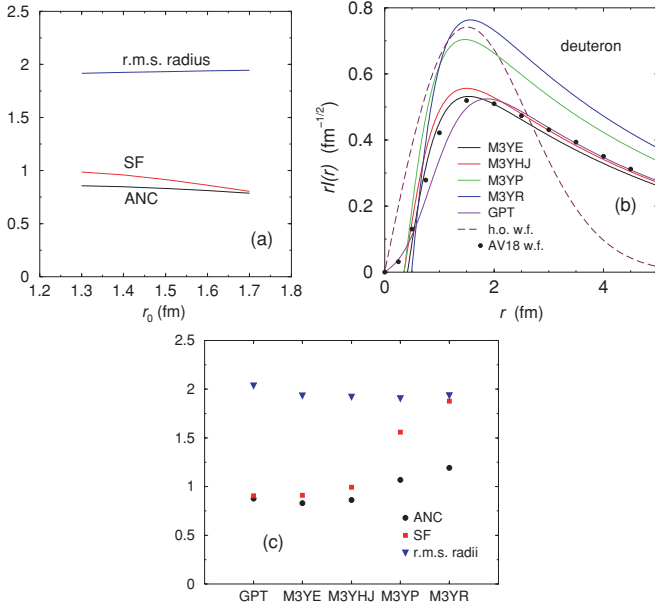 2.5
2
1.5
1
0.5
0
r.m.s. radius
SF
ANC
(a)
1.2 1.3 1.4 1.5 1.6 1.7 1.8
r0 (fm)
0.8
0.6
0.4
0.2
0
rI(r) (fm−1/2)
deuteron
M3YE
M3YHJ
M3YP
M3YR
GPT
h.o. w.f.
AV18 w.f.
(b)
0 2 4
r (fm)
2.5
2
1.5
1
0.5
0
ANC
SF
r.m.s. radii
(c)
GPT M3YE M3YHJ M3YP M3YR